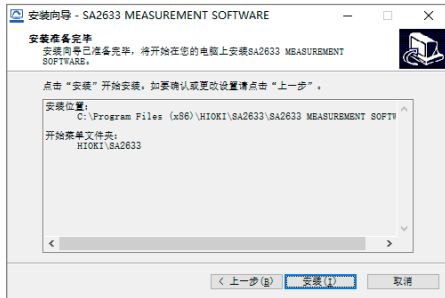 安装向导 - SA2633 MEASUREMENT SOFTWARE
安装准备完毕
安装向导已准备完毕，将开始在您的电脑上安装SA2633 MEASUREMENT
SOFTWARE。
点击“安装”开始安装。如要确认或更改设置请点击“上一步”。
安装位置：
C:\Program Files (x86)\HIOKI\SA2633\SA2633 MEASUREMENT SOFTW
开始菜单文件夹：
HIOKI\SA2633
< 上一步(B)
安装(I)
取消